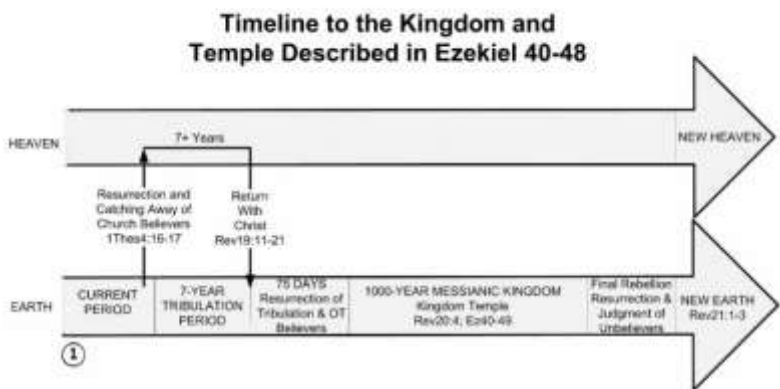 Timeline to the Kingdom and
Temple Described in Ezekiel 40-48
HEAVEN
7+ Years
NEW HEAVEN
Resurrection and
Catching Away of
Church Believers
1Thes4:16-17
Return
With
Christ
Rev19:11-21
EARTH
CURRENT
PERIOD
7-YEAR
TRIBULATION
PERIOD
75 DAYS
Resurrection of
Tribulation & OT
Believers
1000-YEAR MESSIANIC KINGDOM
Kingdom Temple
Rev20:4; Ez40-49
Final Rebellion
Resurrection &
Judgment of
Unbelievers
NEW EARTH
Rev21:1-3
1